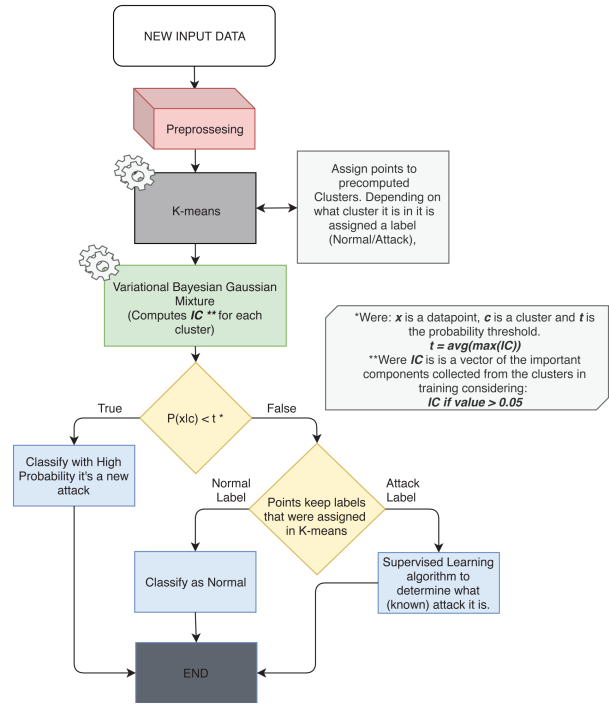 NEW INPUT DATA
Preprossesing
K-means
Assign points to
precomputed
Clusters. Depending on
what cluster it is in it is
assigned a label
(Normal/Attack),
Variational Bayesian Gaussian
Mixture
(Computes IC ** for each
cluster)
*Were: x is a datapoint, c is a cluster and t is
the probability threshold.
t = avg(max(IC))
**Were IC is is a vector of the important
components collected from the clusters in
training considering:
IC if value > 0.05
P(x|c) < t *
True
False
Classify with High
Probability it's a new
attack
Normal
Label
Attack
Label
Points keep labels
that were assigned
in K-means
Classify as Normal
Supervised Learning
algorithm to
determine what
(known) attack it is.
END